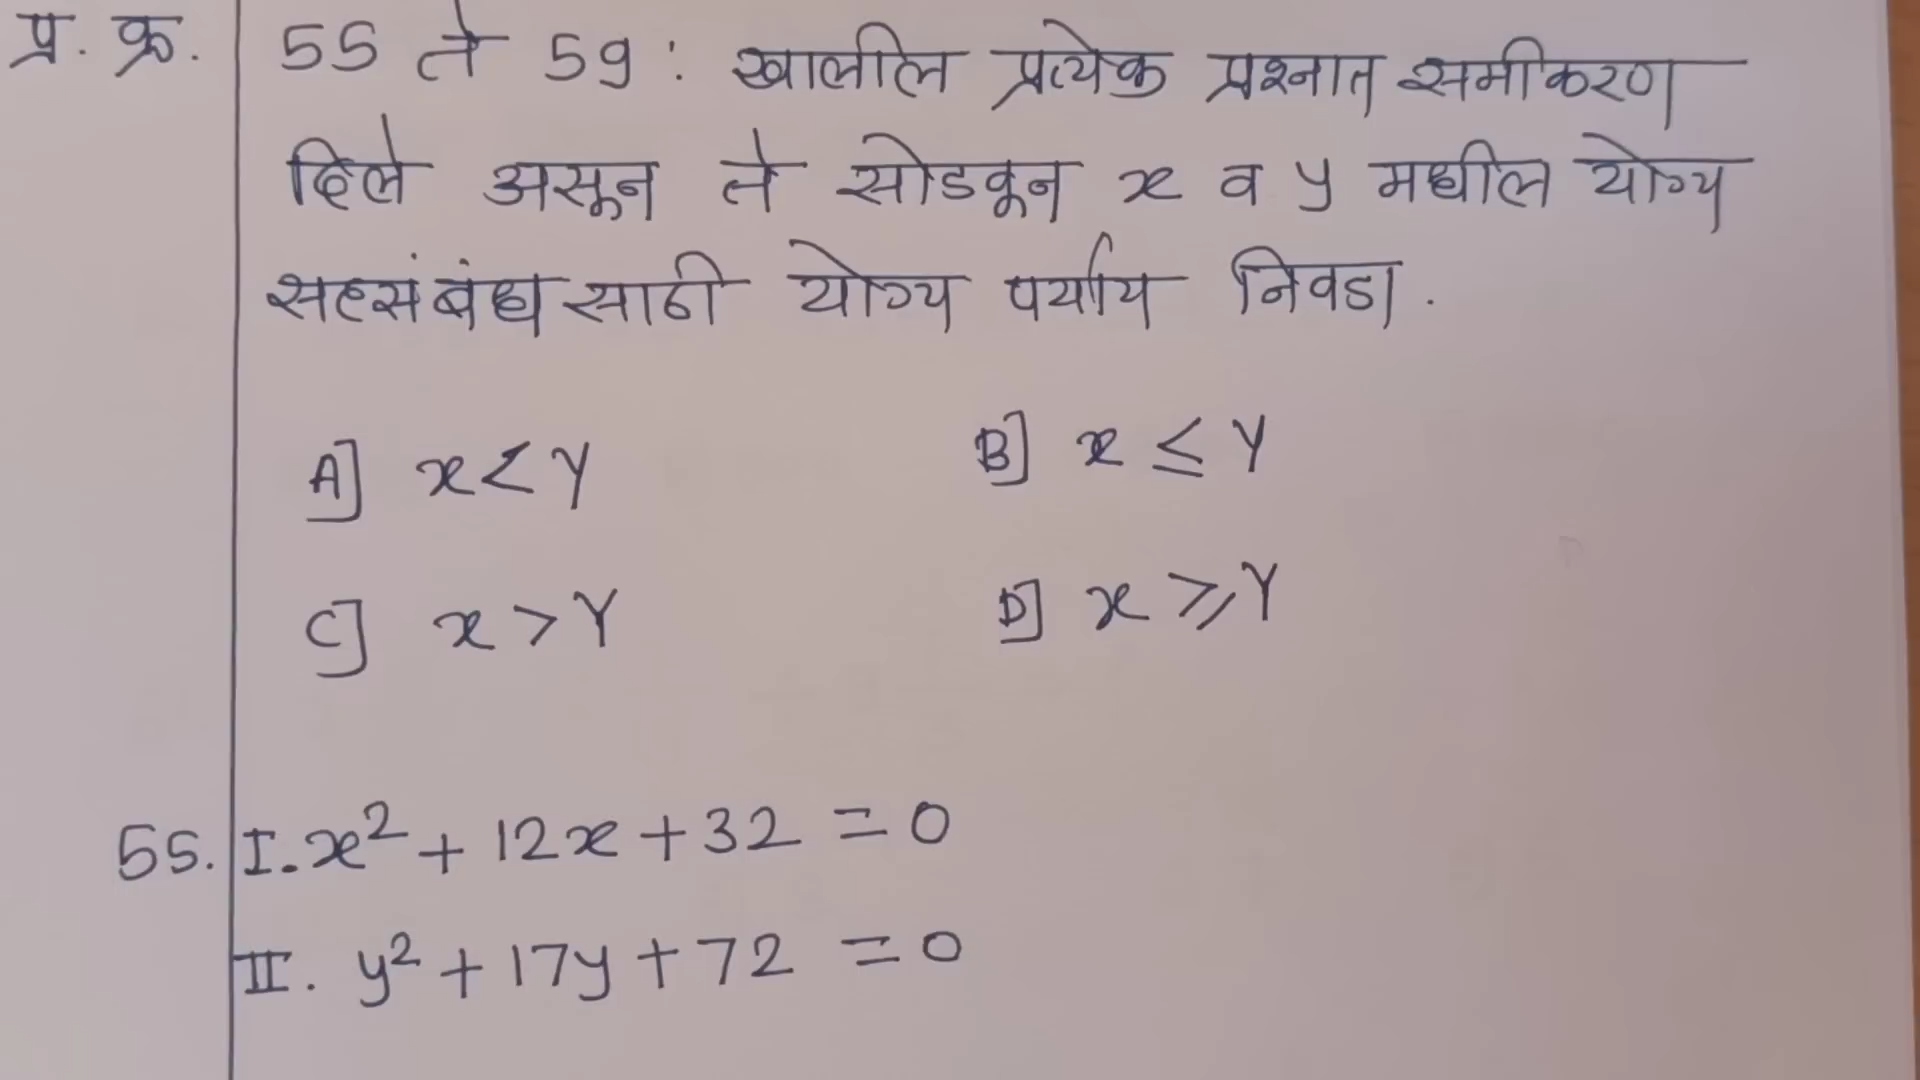 प्र. क्र. 55 ते 59: खालील प्रत्येक प्रश्नात समीकरण
दिले असून ते सोडवून x व y मधील योग्य
सहसंबंध साठी योग्य पर्याय निवडा.
A] x < Y B] x ≤ Y
C] x > Y D] x ≥ Y
55. I. x² + 12x + 32 = 0
II. y² + 17y + 72 = 0